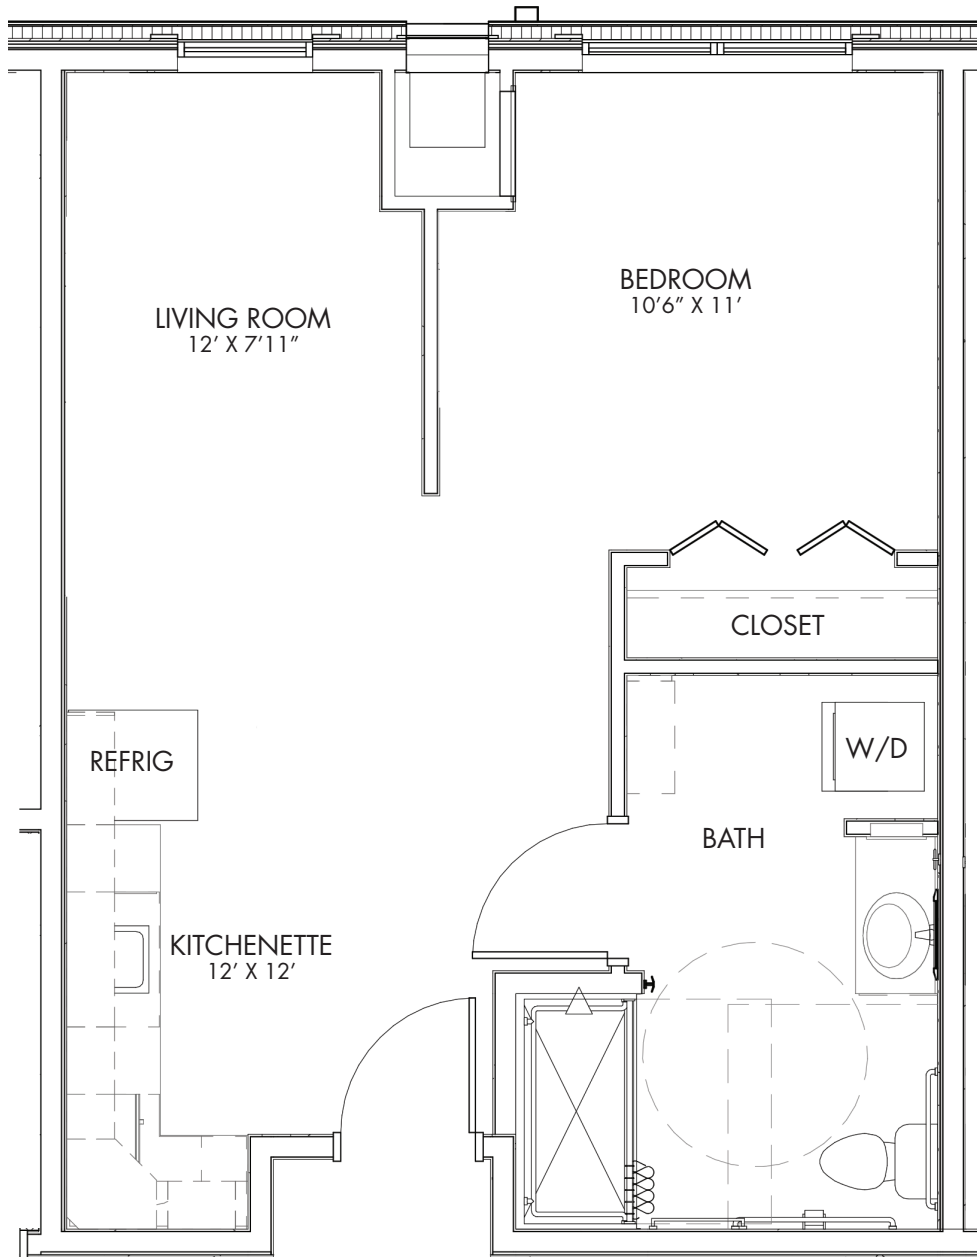 BEDROOM
10’6” X 11’
LIVING ROOM
12’ X 7’11”
CLOSET
REFRIG
W/D
BATH
KITCHENETTE
12’ X 12’